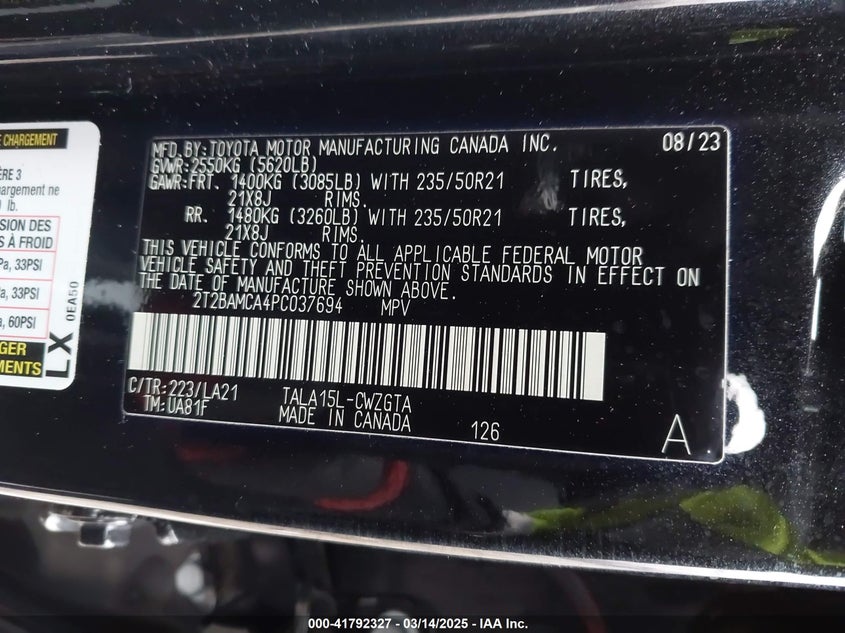 E CHARGEMENT
ÈRE 3
chargement ne
lb.
SION DES
S À FROID
Pa, 33PSI
a, 33PSI
a, 60PSI
GER
MENTS
LX
0EA50
MFD.BY:TOYOTA MOTOR MANUFACTURING CANADA INC. 08/23
GVWR:2550KG (5620LB)
GAWR:FRT. 1400KG (3085LB) WITH 235/50R21 TIRES,
21X8J RIMS.
RR. 1480KG (3260LB) WITH 235/50R21 TIRES,
21X8J RIMS.
THIS VEHICLE CONFORMS TO ALL APPLICABLE FEDERAL MOTOR
VEHICLE SAFETY AND THEFT PREVENTION STANDARDS IN EFFECT ON
THE DATE OF MANUFACTURE SHOWN ABOVE.
2T2BAMCA4PC037694 MPV
C/TR:223/LA21 TALA15L-CWZGTA
TM:UA81F MADE IN CANADA 126 A
000-41792327 - 03/14/2025 - IAA Inc.